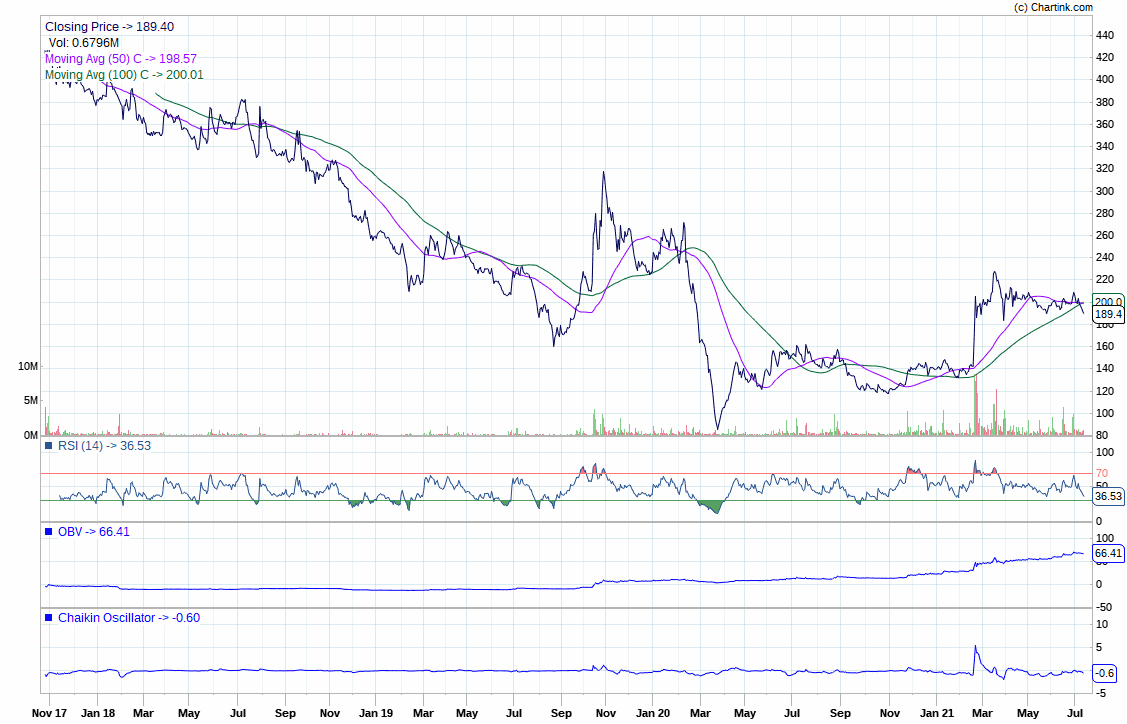 (c) Chartink.com
Closing Price -> 189.40
Vol: 0.6796M
Moving Avg (50) C -> 198.57
Moving Avg (100) C -> 200.01
440
420
400
380
360
340
320
300
280
260
240
220
200.0
189.4
180
160
140
120
100
80
10M
5M
0M
RSI (14) -> 36.53
100
70
50
36.53
0
OBV -> 66.41
100
66.41
50
0
-50
Chaikin Oscillator -> -0.60
10
5
-0.6
-5
Nov 17 Jan 18 Mar May Jul Sep Nov Jan 19 Mar May Jul Sep Nov Jan 20 Mar May Jul Sep Nov Jan 21 Mar May Jul